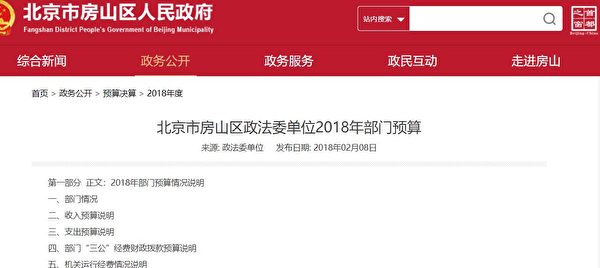 北京市房山区人民政府
Fangshan District People's Government of Beijing Municipality
站内搜索
首都之窗
Beijing-China
综合新闻 政务公开 政务服务 政民互动 走进房山
首页 > 政务公开 > 预算决算 > 2018年度
北京市房山区政法委单位2018年部门预算
来源: 政法委单位 发布日期: 2018年02月08日
第一部分 正文：2018年部门预算情况说明
一、部门情况
二、收入预算说明
三、支出预算说明
四、部门“三公”经费财政拨款预算说明
五、机关运行经费情况说明